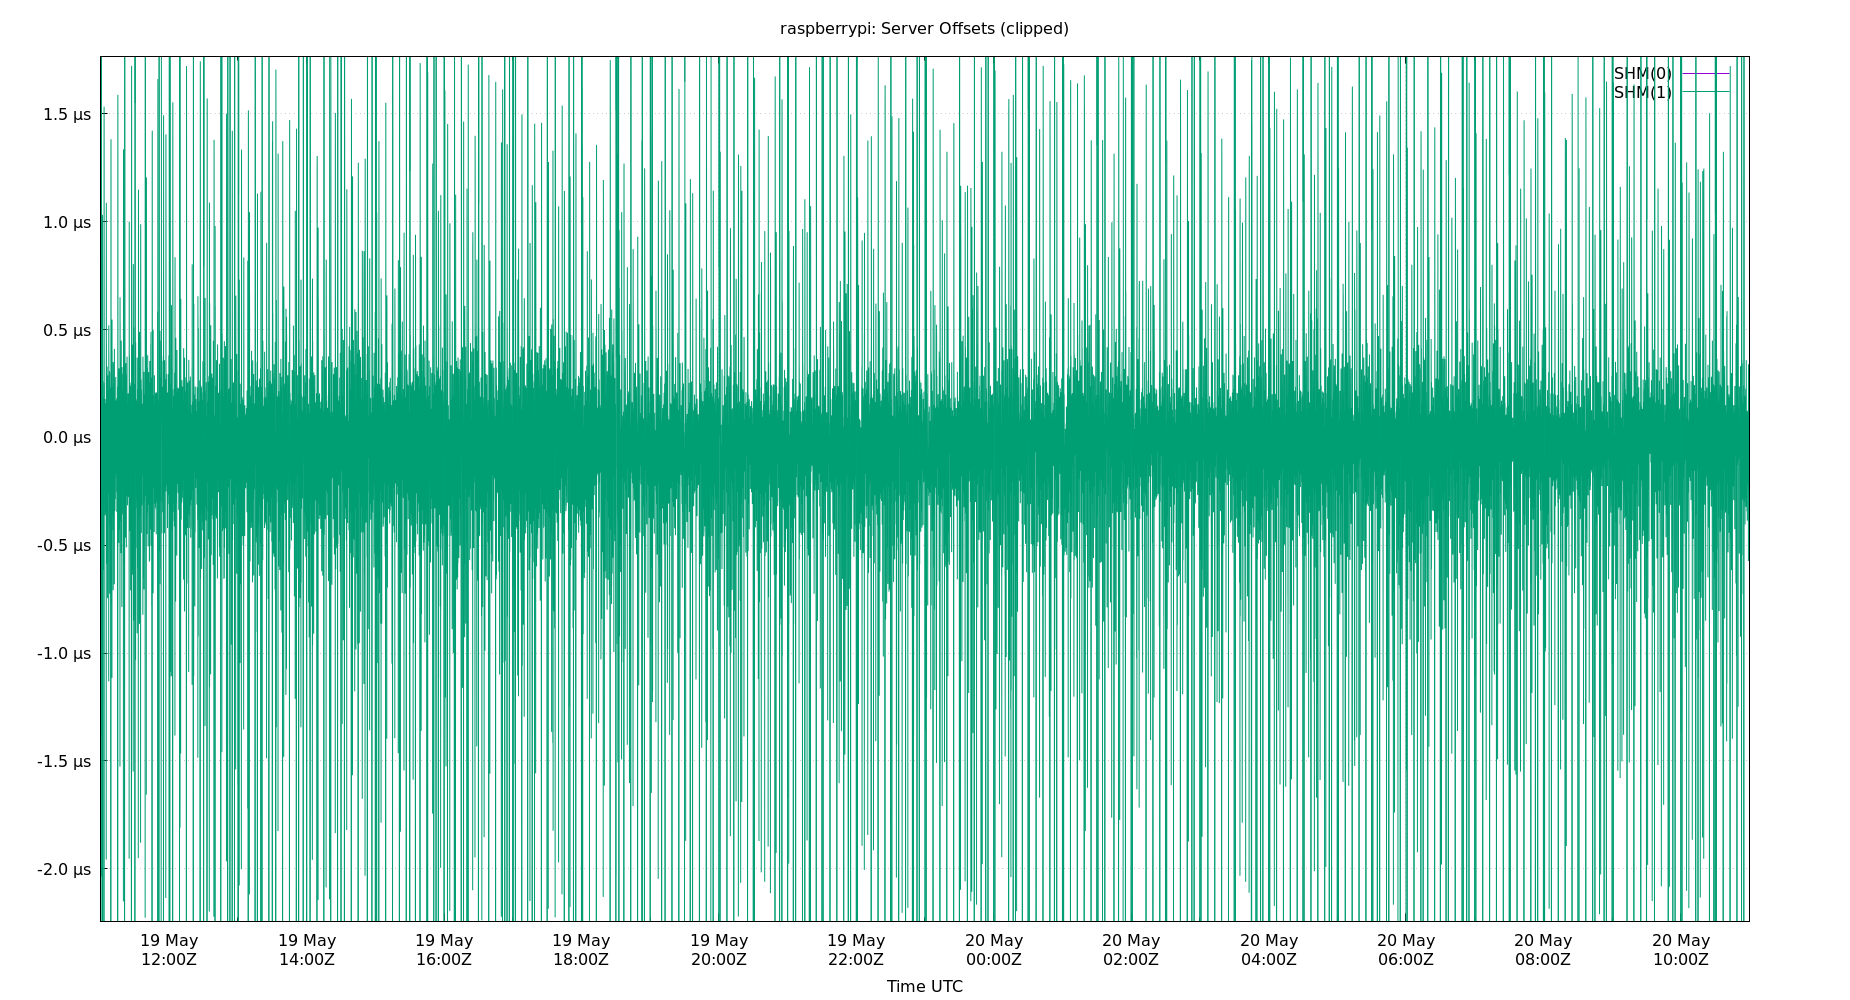 raspberrypi: Server Offsets (clipped)
SHM(0)
SHM(1)
1.5 µs
1.0 µs
0.5 µs
0.0 µs
-0.5 µs
-1.0 µs
-1.5 µs
-2.0 µs
19 May 19 May 19 May 19 May 19 May 19 May 20 May 20 May 20 May 20 May 20 May 20 May
12:00Z 14:00Z 16:00Z 18:00Z 20:00Z 22:00Z 00:00Z 02:00Z 04:00Z 06:00Z 08:00Z 10:00Z
Time UTC